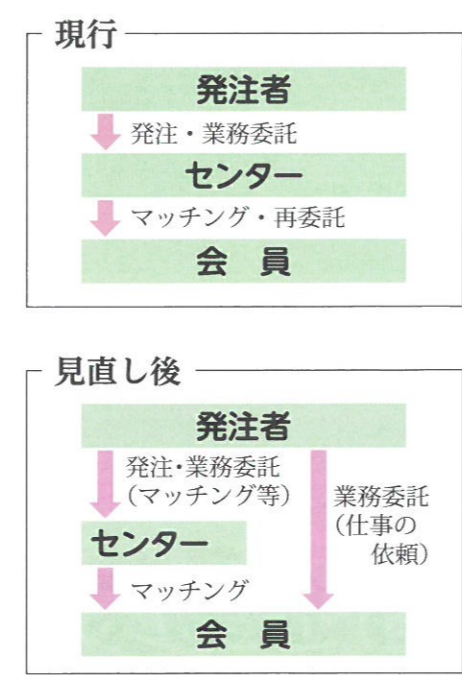 現行
発注者
発注・業務委託
センター
マッチング・再委託
会 員
見直し後
発注者
発注・業務委託
(マッチング等)
業務委託
(仕事の
依頼)
センター
マッチング
会 員